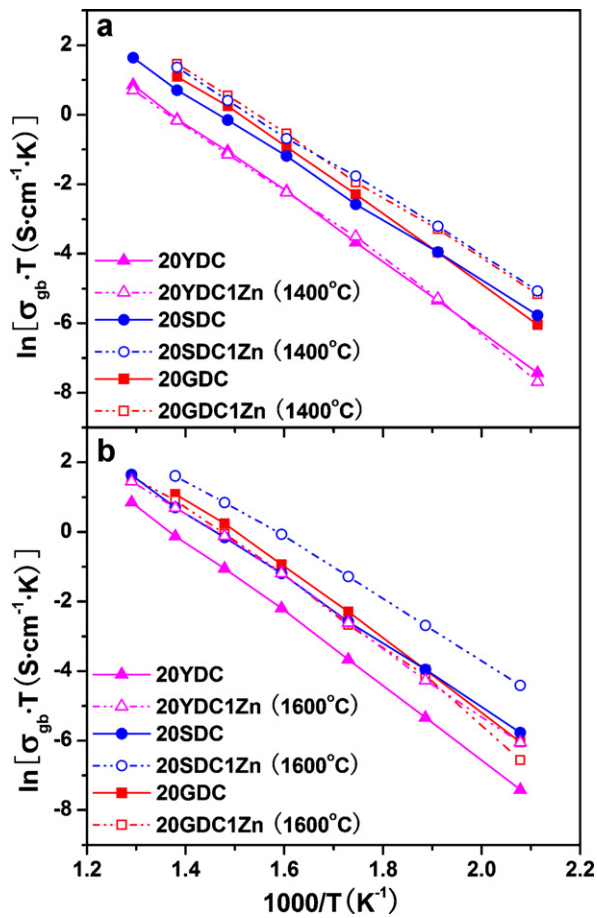 a
2
0
-2
-4
-6
-8
ln[σgb·T(S·cm-1·K)]
20YDC
20YDC1Zn (1400°C)
20SDC
20SDC1Zn (1400°C)
20GDC
20GDC1Zn (1400°C)
b
2
0
-2
-4
-6
-8
ln[σgb·T(S·cm-1·K)]
20YDC
20YDC1Zn (1600°C)
20SDC
20SDC1Zn (1600°C)
20GDC
20GDC1Zn (1600°C)
1.2 1.4 1.6 1.8 2.0 2.2
1000/T(K-1)